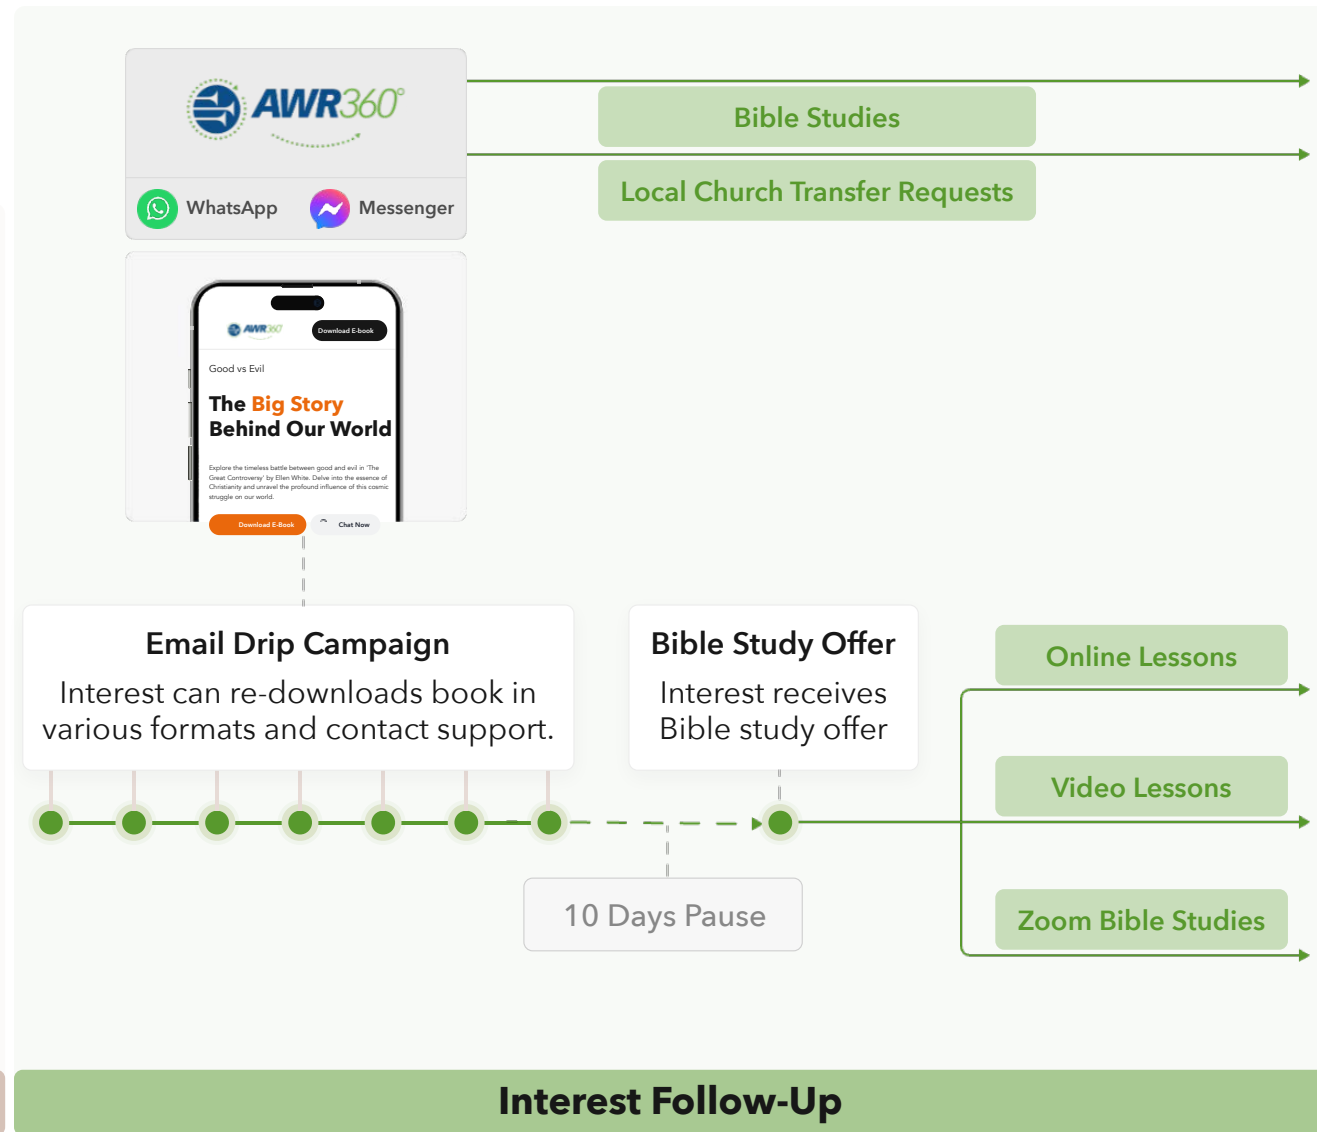 AWR360°
Bible Studies
Local Church Transfer Requests
WhatsApp
Messenger
AWR360°
Download E-book
Good vs Evil
The Big Story
Behind Our World
Explore the timeless battle between good and evil in 'The
Great Controversy' by Ellen White. Delve into the essence of
Christianity and unravel the profound influence of this cosmic
struggle on our world.
Download E-Book
Chat Now
Email Drip Campaign
Interest can re-downloads book in
various formats and contact support.
Bible Study Offer
Interest receives
Bible study offer
Online Lessons
Video Lessons
Zoom Bible Studies
10 Days Pause
Interest Follow-Up